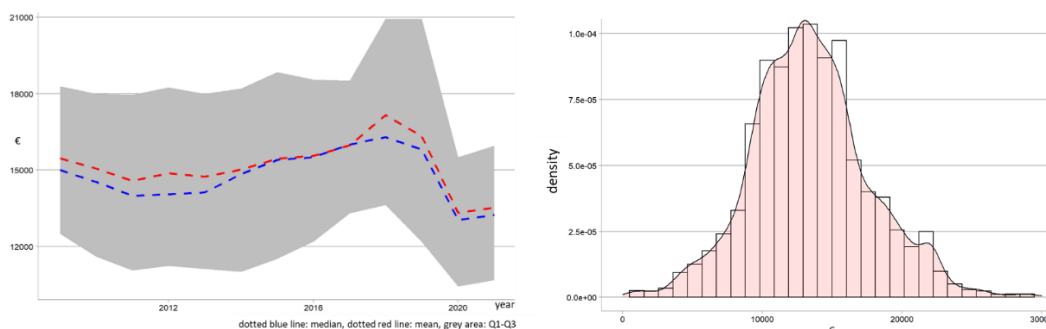 21000
18000
€
15000
12000
2012
2016
2020
year
dotted blue line: median, dotted red line: mean, grey area: Q1-Q3
1.0e-04
7.5e-05
density
5.0e-05
2.5e-05
0.0e+00
0
10000
20000
3000